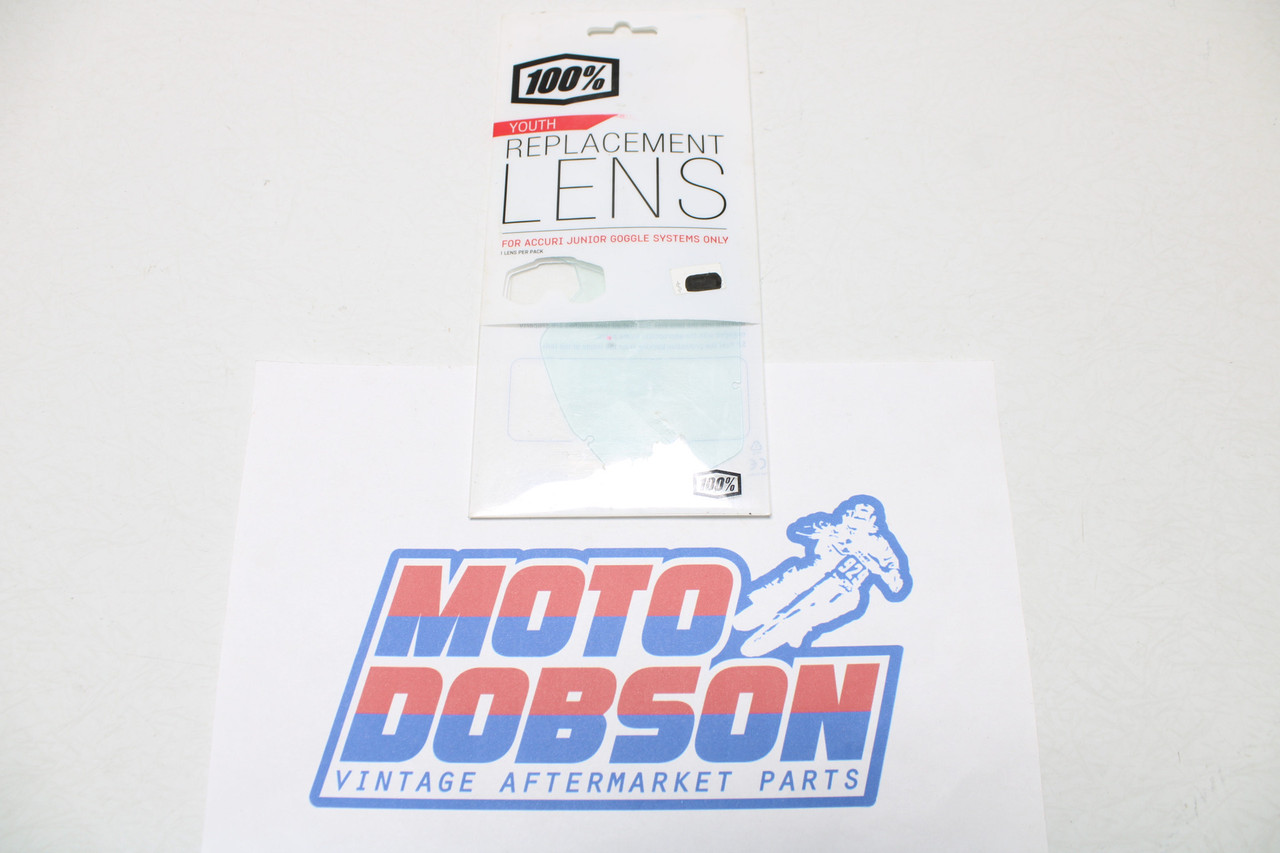 100%
YOUTH
REPLACEMENT
LENS
FOR ACCURI JUNIOR GOGGLE SYSTEMS ONLY
1 LENS PER PACK
100%
92
MOTO
DOBSON
VINTAGE AFTERMARKET PARTS